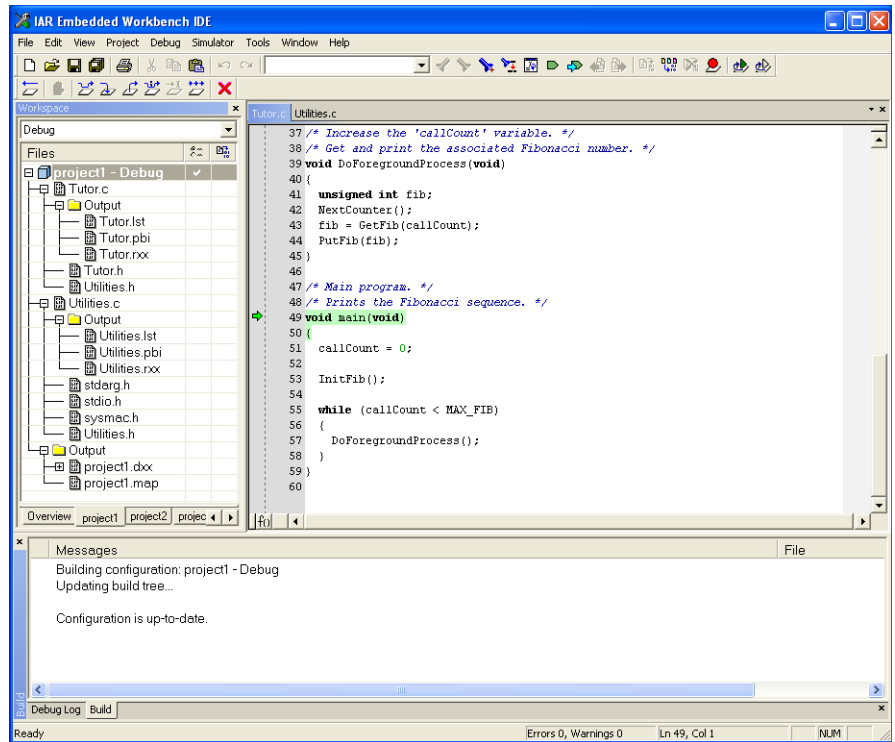 IAR Embedded Workbench IDE
File Edit View Project Debug Simulator Tools Window Help
Workspace
Debug
Files
project1 - Debug
Tutor.c
Output
Tutor.lst
Tutor.pbi
Tutor.rxx
Tutor.h
Utilities.h
Utilities.c
Output
Utilities.lst
Utilities.pbi
Utilities.rxx
stdarg.h
stdio.h
sysmac.h
Utilities.h
Output
project1.dxx
project1.map
Overview project1 project2 projec
Tutor.c Utilities.c
37 /* Increase the 'callCount' variable. */
38 /* Get and print the associated Fibonacci number. */
39 void DoForegroundProcess(void)
40 {
41 unsigned int fib;
42 NextCounter();
43 fib = GetFib(callCount);
44 PutFib(fib);
45 }
46
47 /* Main program. */
48 /* Prints the Fibonacci sequence. */
49 void main(void)
50 {
51 callCount = 0;
52
53 InitFib();
54
55 while (callCount < MAX_FIB)
56 {
57 DoForegroundProcess();
58 }
59 }
60
f0
Messages File
Building configuration: project1 - Debug
Updating build tree...
Configuration is up-to-date.
Build
Debug Log Build
Ready Errors 0, Warnings 0 Ln 49, Col 1 NUM